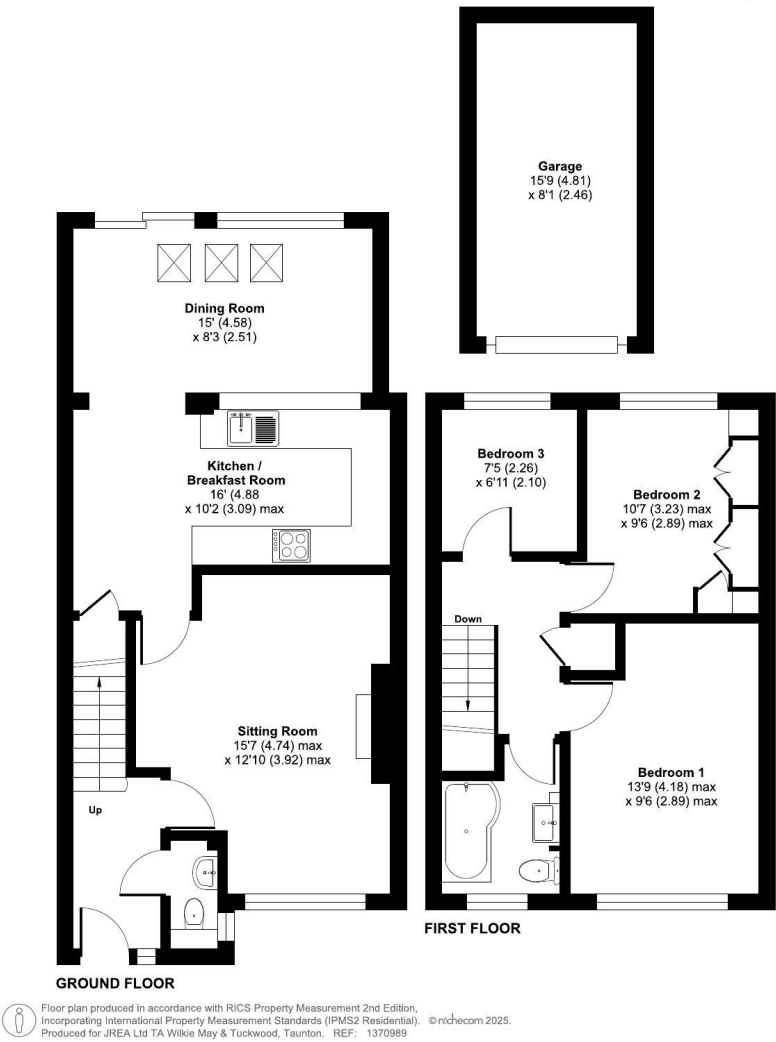 Garage
15'9 (4.81)
x 8'1 (2.46)
Dining Room
15' (4.58)
x 8'3 (2.51)
Kitchen /
Breakfast Room
16' (4.88
x 10'2 (3.09) max
Bedroom 3
7'5 (2.26)
x 6'11 (2.10)
Bedroom 2
10'7 (3.23) max
x 9'6 (2.89) max
Down
Sitting Room
15'7 (4.74) max
x 12'10 (3.92) max
Bedroom 1
13'9 (4.18) max
x 9'6 (2.89) max
Up
FIRST FLOOR
GROUND FLOOR
Floor plan produced in accordance with RICS Property Measurement 2nd Edition,
Incorporating International Property Measurement Standards (IPMS2 Residential). ©nichecom 2025.
Produced for JREA Ltd TA Wilkie May & Tuckwood, Taunton. REF: 1370989